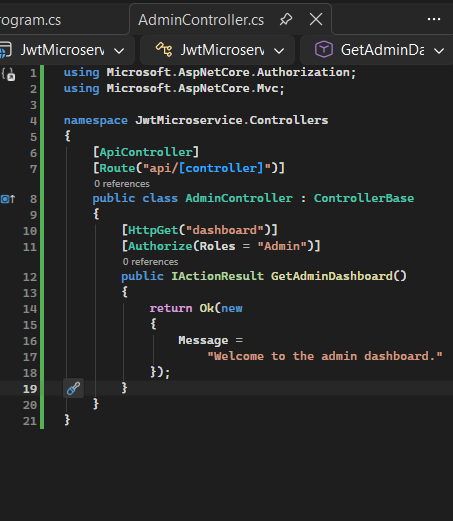 rogram.cs
AdminController.cs
JwtMicroserv
JwtMicroserv
GetAdminDa
1 using Microsoft.AspNetCore.Authorization;
2 using Microsoft.AspNetCore.Mvc;
3
4 namespace JwtMicroservice.Controllers
5 {
6 [ApiController]
7 [Route("api/[controller]")]
0 references
8 public class AdminController : ControllerBase
9 {
10 [HttpGet("dashboard")]
11 [Authorize(Roles = "Admin")]
0 references
12 public IActionResult GetAdminDashboard()
13 {
14 return Ok(new
15 {
16 Message =
17 "Welcome to the admin dashboard."
18 });
19 }
20 }
21 }